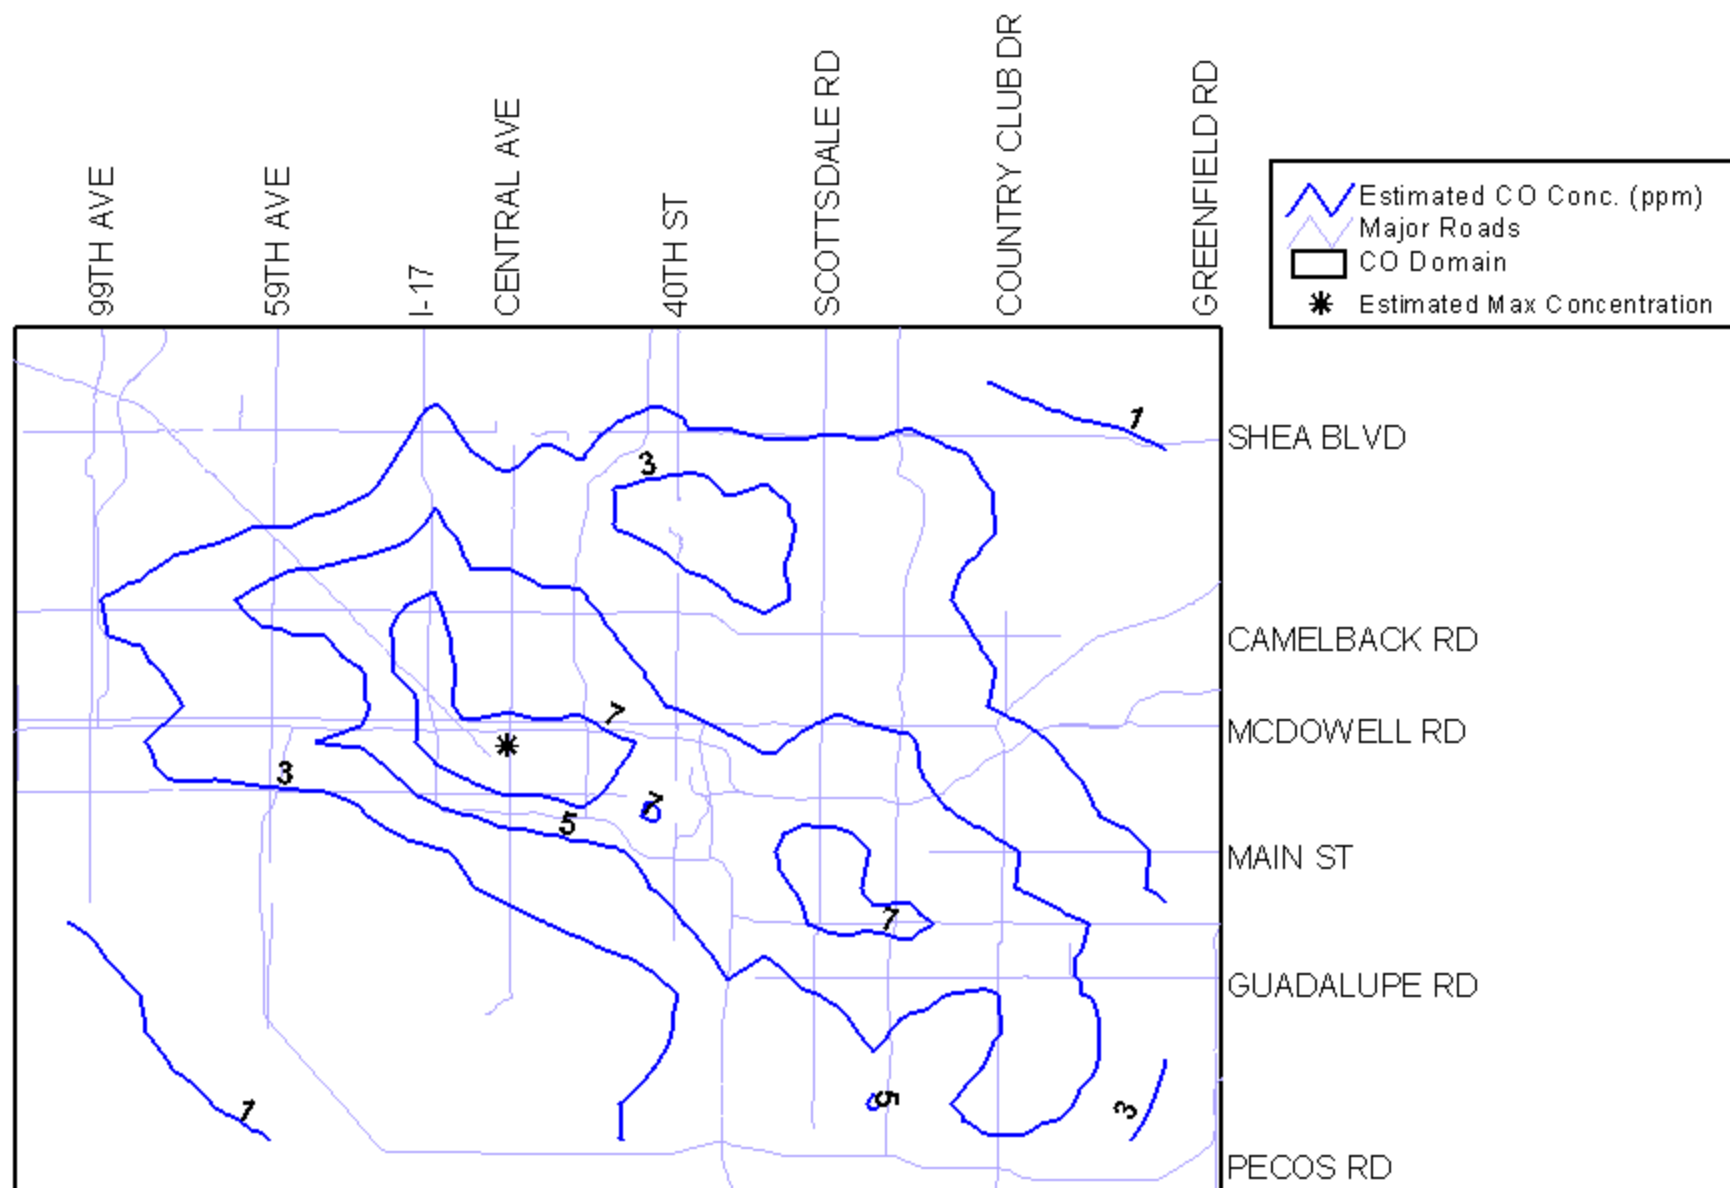 99TH AVE
59TH AVE
I-17
CENTRAL AVE
40TH ST
SCOTTSDALE RD
COUNTRY CLUB DR
GREENFIELD RD
Estimated CO Conc. (ppm)
Major Roads
CO Domain
Estimated Max Concentration
1
SHEA BLVD
3
CAMELBACK RD
7
MCDOWELL RD
3
7
5
MAIN ST
7
GUADALUPE RD
1
5
3
PECOS RD